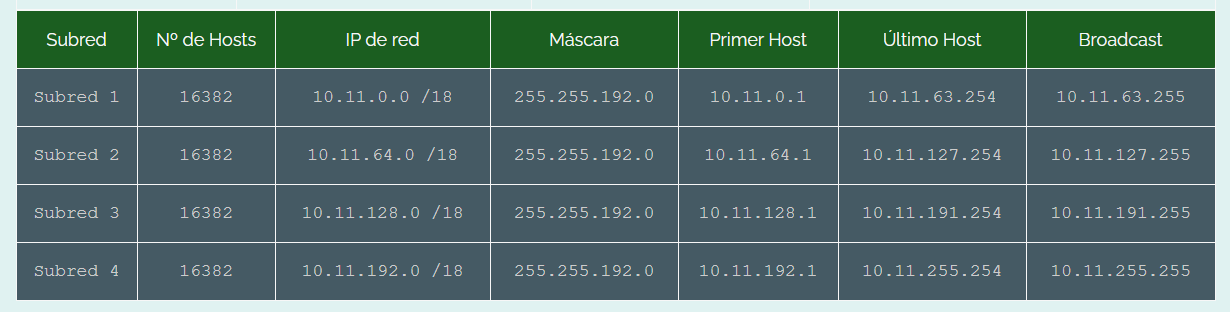 Subred Nº de Hosts IP de red Máscara Primer Host Último Host Broadcast
Subred 1 16382 10.11.0.0 /18 255.255.192.0 10.11.0.1 10.11.63.254 10.11.63.255
Subred 2 16382 10.11.64.0 /18 255.255.192.0 10.11.64.1 10.11.127.254 10.11.127.255
Subred 3 16382 10.11.128.0 /18 255.255.192.0 10.11.128.1 10.11.191.254 10.11.191.255
Subred 4 16382 10.11.192.0 /18 255.255.192.0 10.11.192.1 10.11.255.254 10.11.255.255